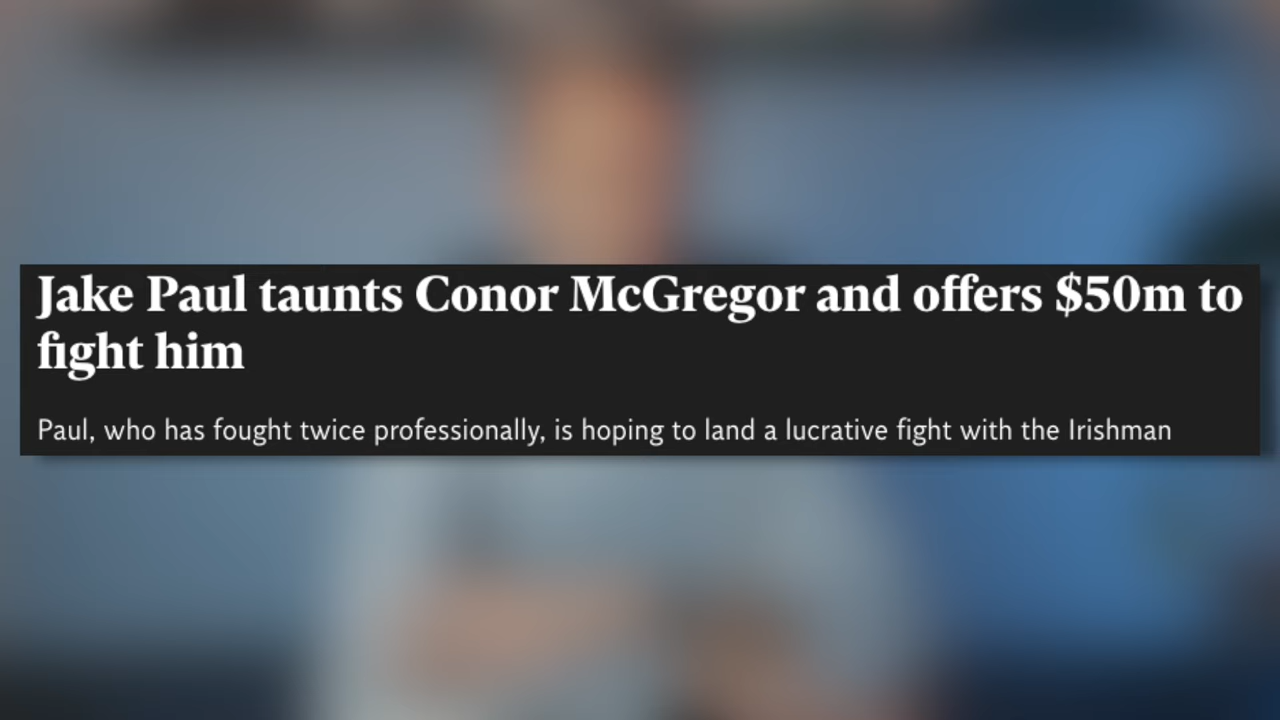 Jake Paul taunts Conor McGregor and offers $50m to
fight him
Paul, who has fought twice professionally, is hoping to land a lucrative fight with the Irishman